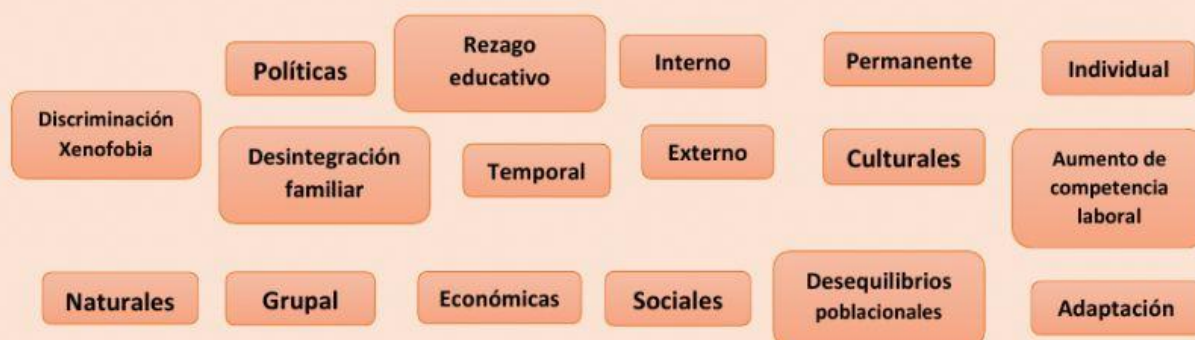 Políticas
Rezago
educativo
Interno
Permanente
Individual
Discriminación
Xenofobia
Desintegración
familiar
Temporal
Externo
Culturales
Aumento de
competencia
laboral
Naturales
Grupal
Económicas
Sociales
Desequilibrios
poblacionales
Adaptación